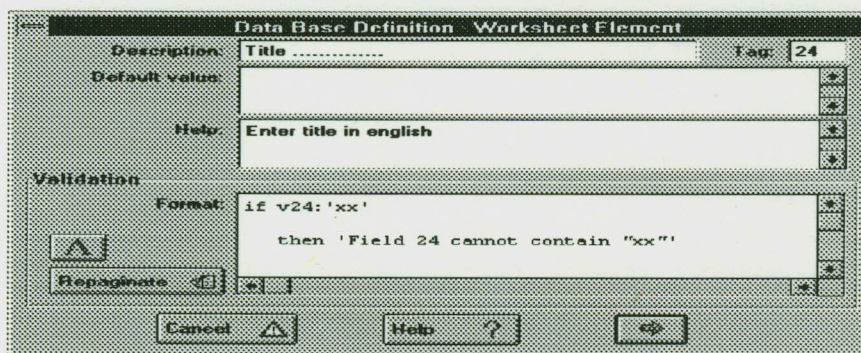 Data Base Definition - Worksheet Element
Description: Title ............. Tag: 24
Default value:
Help: Enter title in english
Validation
Format: if v24:'xx'
then 'Field 24 cannot contain "xx"'
Repaginate
Cancel Help ?